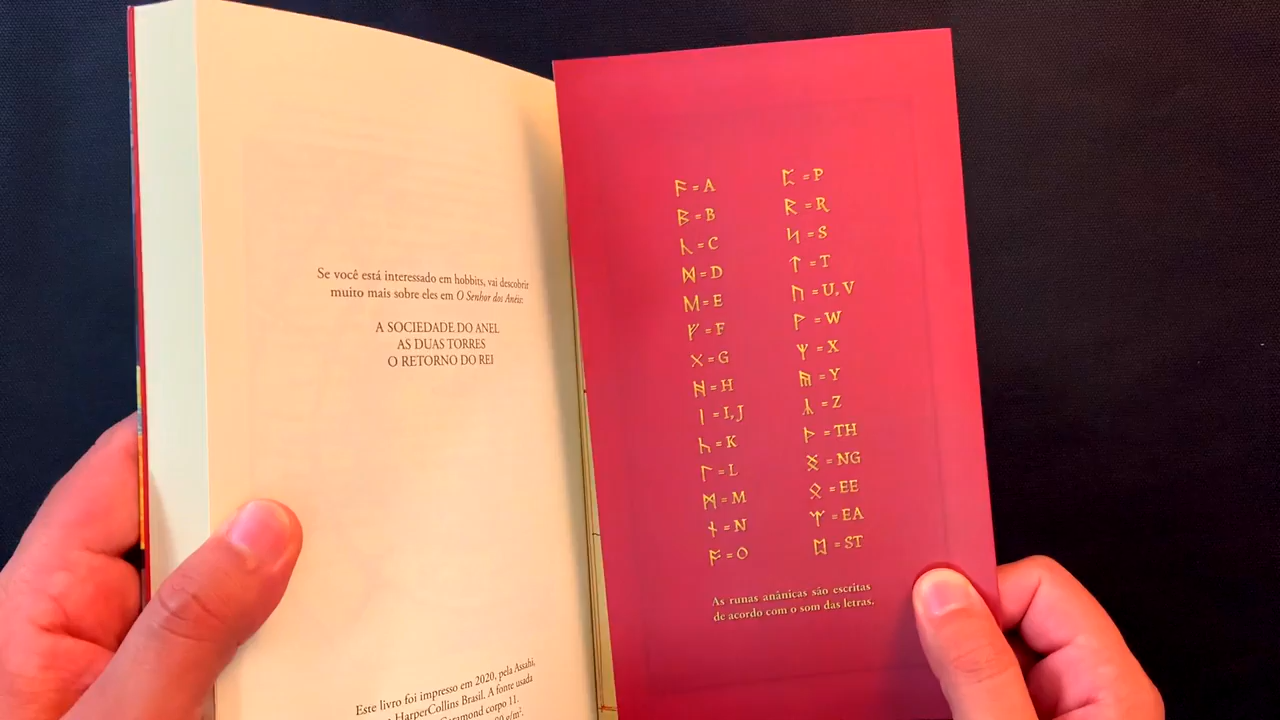 Se você está interessado em hobbits, vai descobrir
muito mais sobre eles em O Senhor dos Anéis:
A SOCIEDADE DO ANEL
AS DUAS TORRES
O RETORNO DO REI
Este livro foi impresso em 2020, pela Assahi,
HarperCollins Brasil. A fonte usada
Garamond corpo 11.
g/m².
ᚪ = A
ᛒ = B
ᚳ = C
ᛞ = D
ᛖ = E
ᚠ = F
ᚷ = G
ᚻ = H
ᛁ = I, J
ᚴ = K
ᛚ = L
ᛗ = M
ᚾ = N
ᚩ = O
ᛈ = P
ᚱ = R
ᛋ = S
ᛏ = T
ᚢ = U, V
ᚹ = W
ᛉ = X
ᚣ = Y
ᛣ = Z
ᚦ = TH
ᛝ = NG
ᛟ = EE
ᛠ = EA
ᛥ = ST
As runas anânicas são escritas
de acordo com o som das letras.